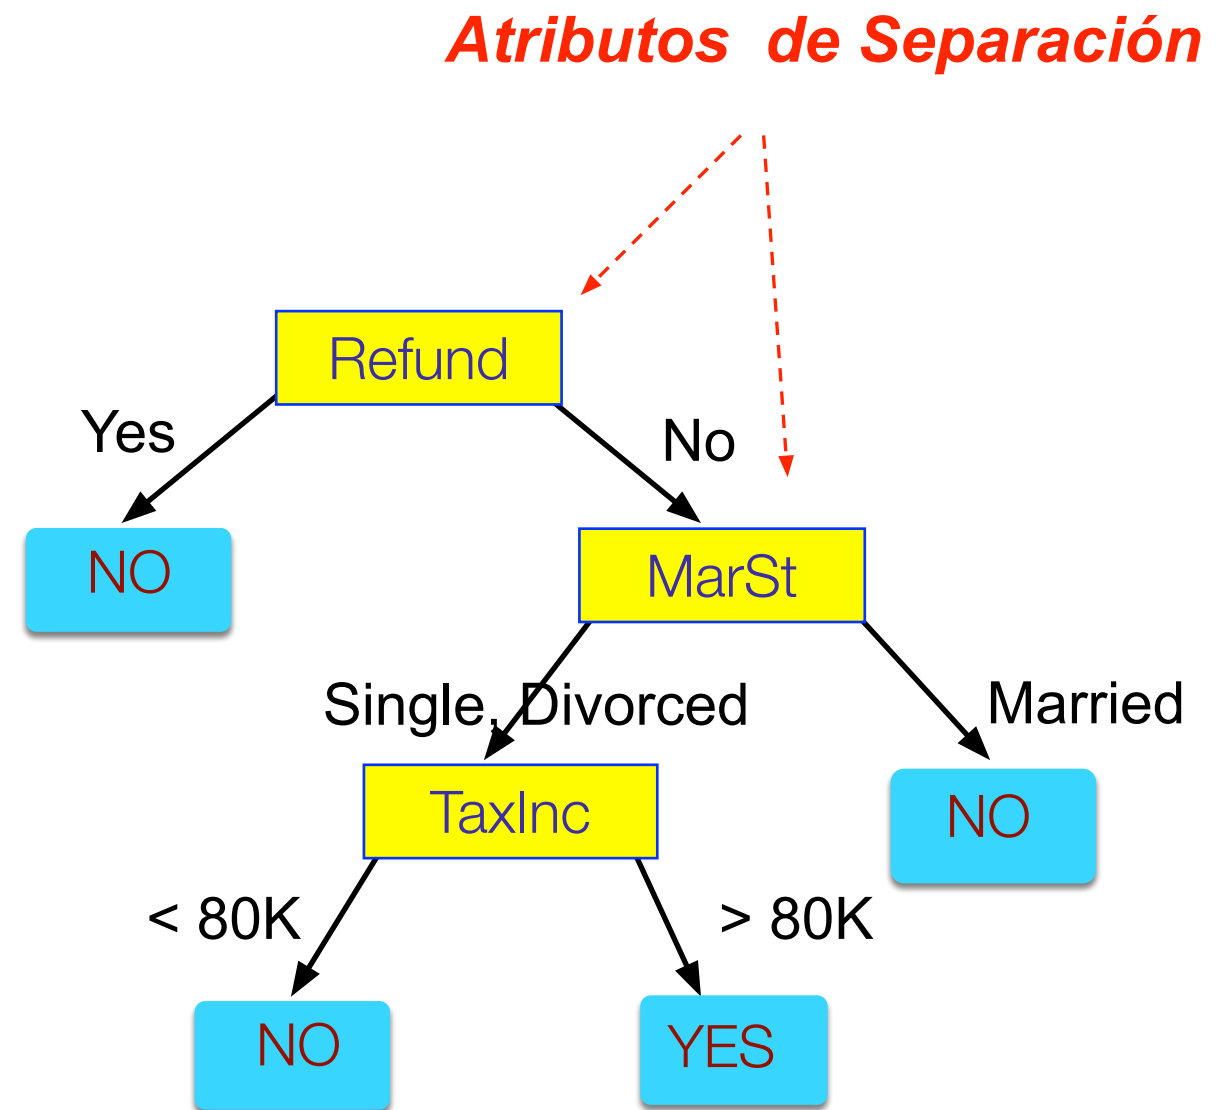 Atributos de Separación
Refund
Yes
No
NO
MarSt
Single, Divorced
Married
TaxInc
NO
< 80K
> 80K
NO
YES